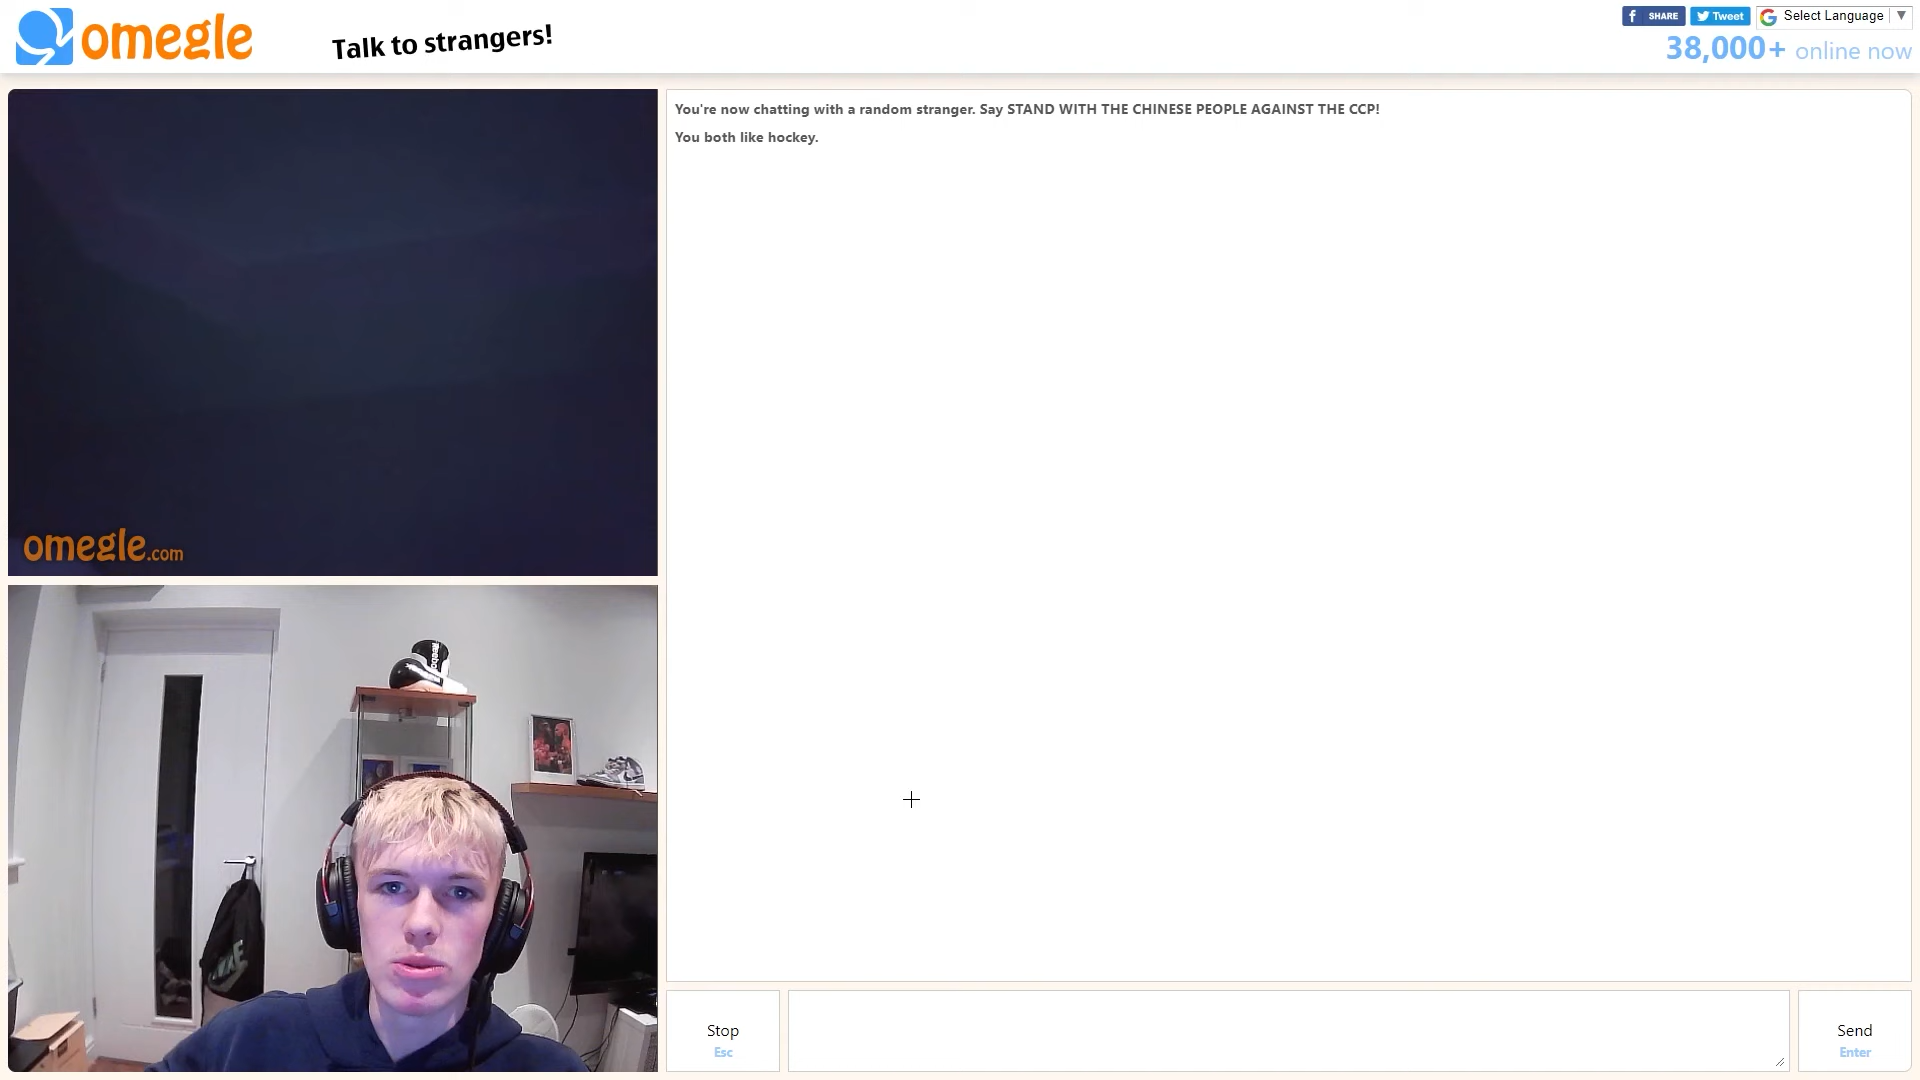 omegle
Talk to strangers!
SHARE
Tweet
Select Language
38,000+ online now
You're now chatting with a random stranger. Say STAND WITH THE CHINESE PEOPLE AGAINST THE CCP!
You both like hockey.
omegle.com
Stop
Esc
Send
Enter